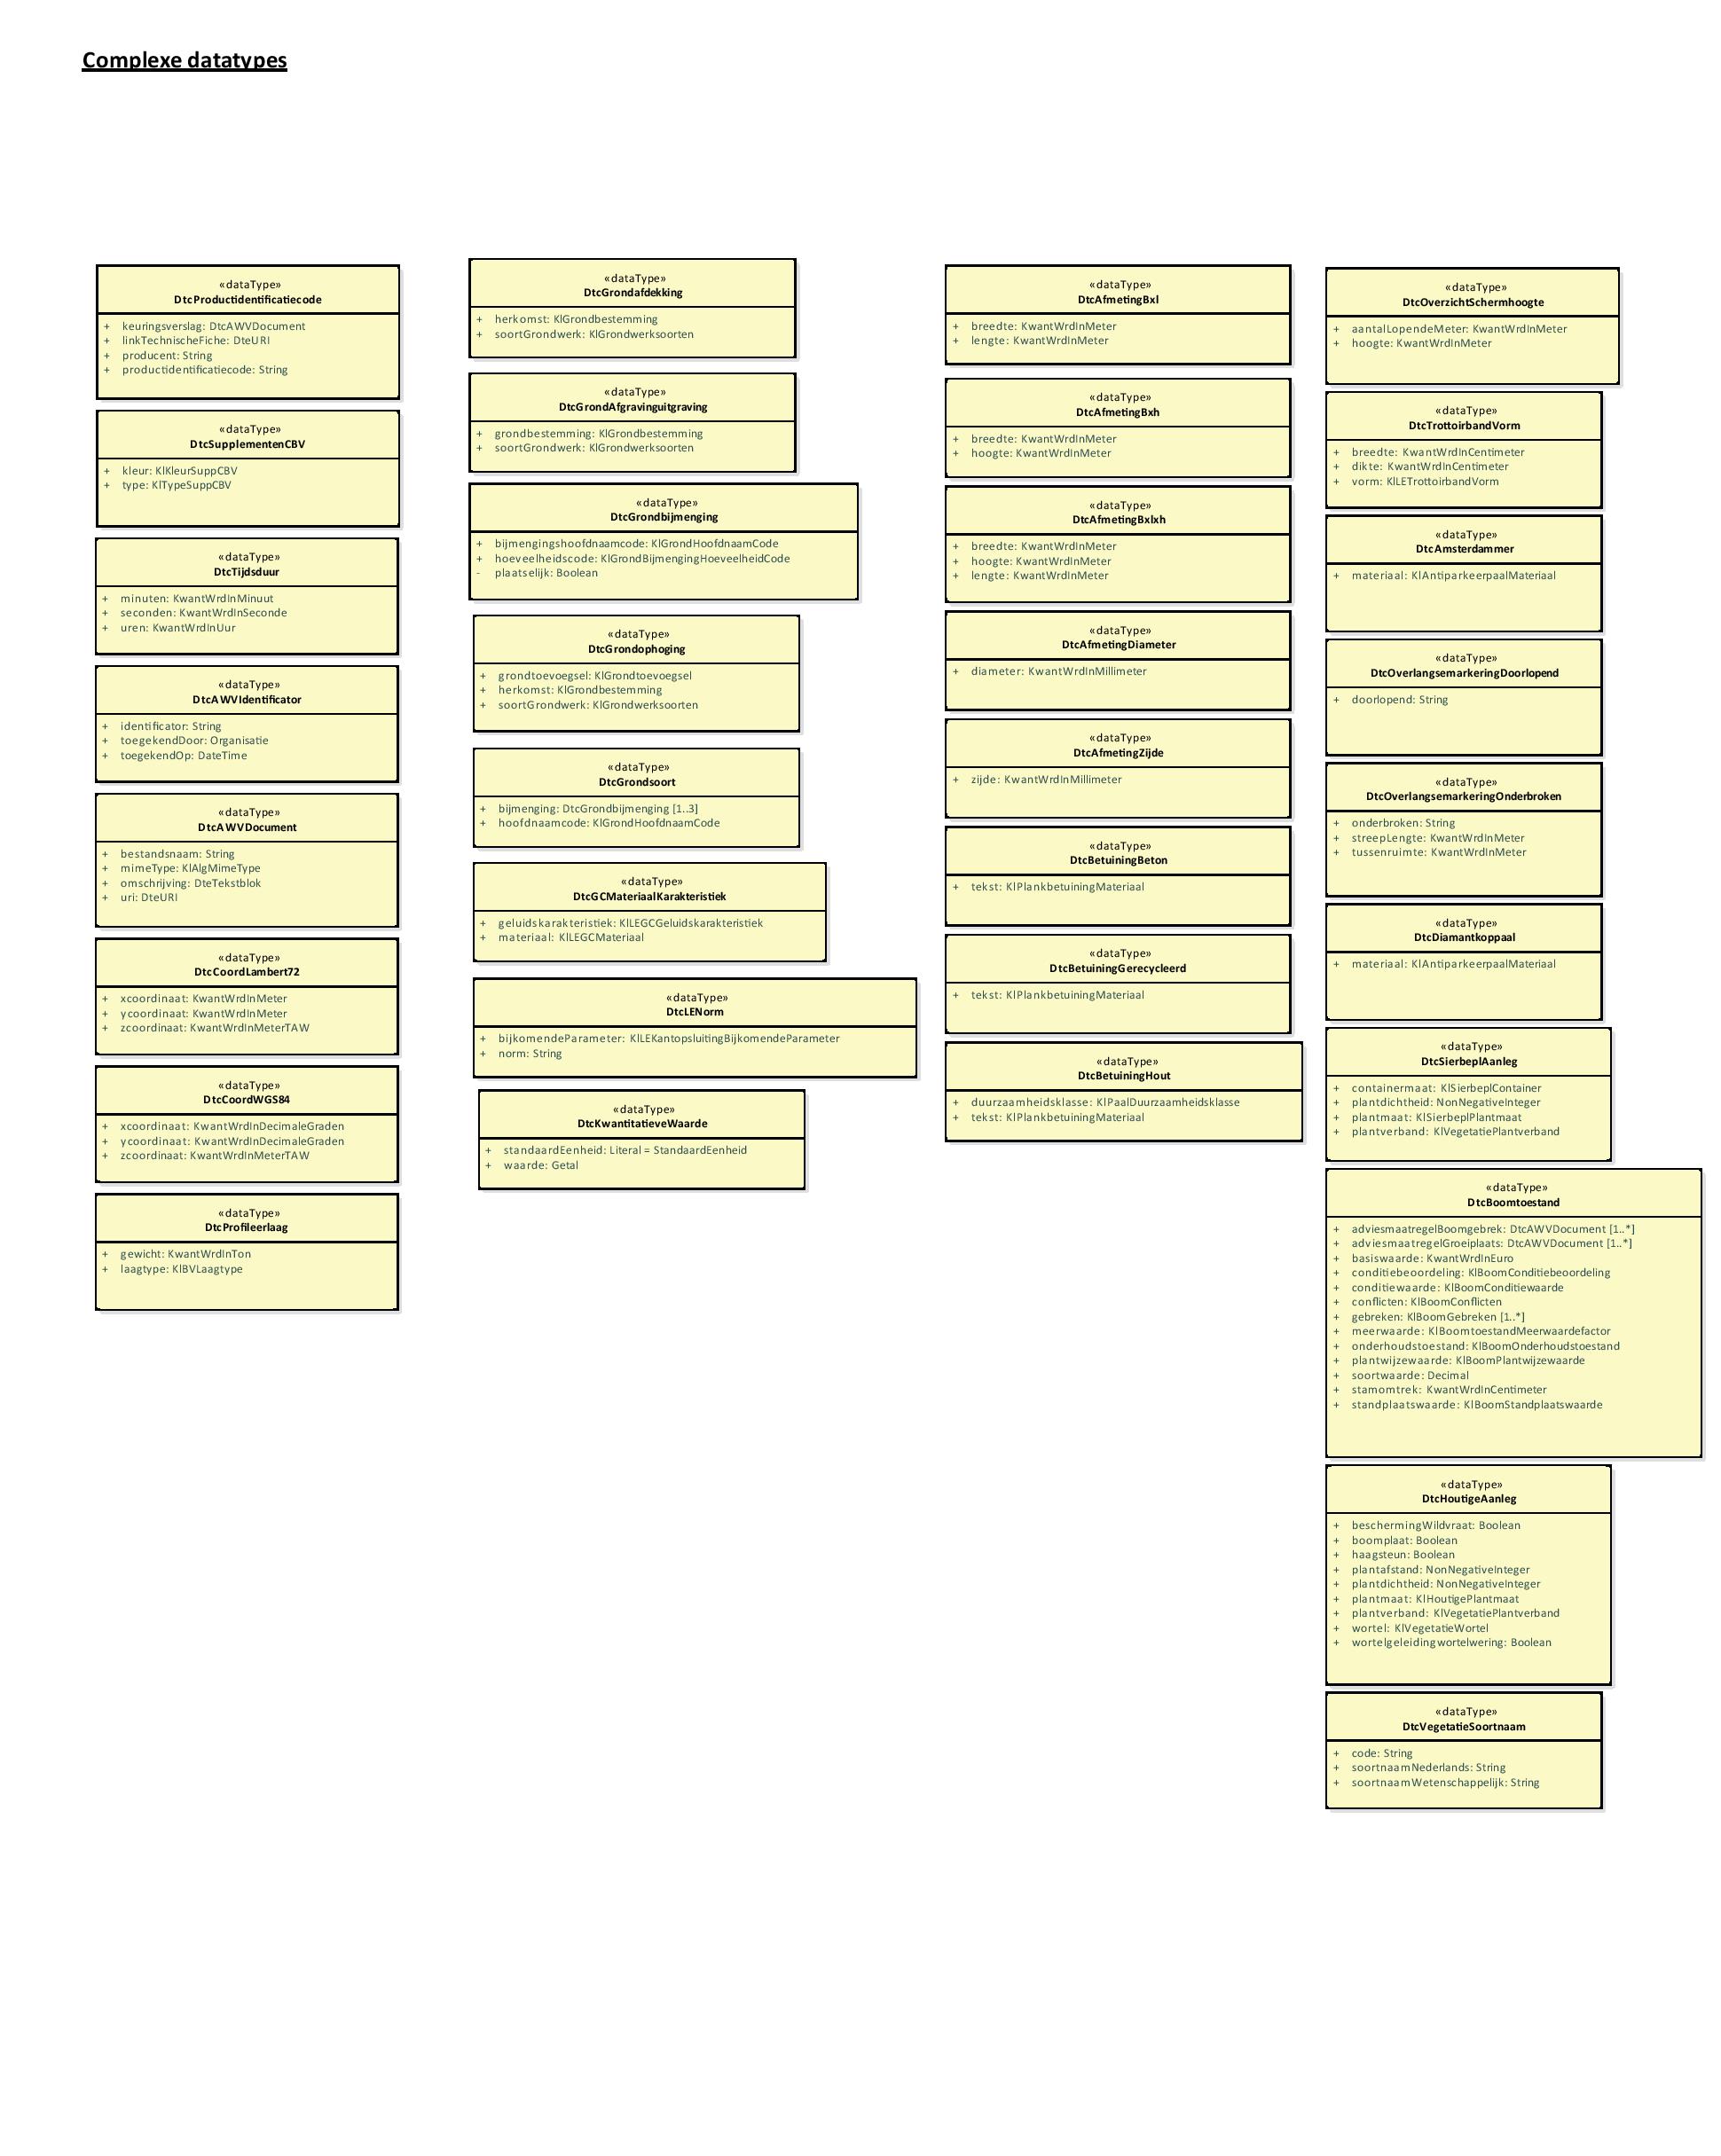 Complexe datatypes
«dataType»
DtcProductidentificatiecode
+ keuringsverslag: DtcAWVDocument
+ linkTechnischeFiche: DteURI
+ producent: String
+ productidentificatiecode: String
«dataType»
DtcSupplementenCBV
+ kleur: KlKleurSuppCBV
+ type: KlTypeSuppCBV
«dataType»
DtcTijdsduur
+ minuten: KwantWrdInMinuut
+ seconden: KwantWrdInSeconde
+ uren: KwantWrdInUur
«dataType»
DtcAWVIdentificator
+ identificator: String
+ toegekendDoor: Organisatie
+ toegekendOp: DateTime
«dataType»
DtcAWVDocument
+ bestandsnaam: String
+ mimeType: KlAlgMimeType
+ omschrijving: DteTekstblok
+ uri: DteURI
«dataType»
DtcCoordLambert72
+ xcoordinaat: KwantWrdInMeter
+ ycoordinaat: KwantWrdInMeter
+ zcoordinaat: KwantWrdInMeterTAW
«dataType»
DtcCoordWGS84
+ xcoordinaat: KwantWrdInDecimaleGraden
+ ycoordinaat: KwantWrdInDecimaleGraden
+ zcoordinaat: KwantWrdInMeterTAW
«dataType»
DtcProfileerlaag
+ gewicht: KwantWrdInTon
+ laagtype: KlBVLaagtype
«dataType»
DtcGrondafdekking
+ herkomst: KlGrondbestemming
+ soortGrondwerk: KlGrondwerksoorten
«dataType»
DtcGrondAfgravinguitgraving
+ grondbestemming: KlGrondbestemming
+ soortGrondwerk: KlGrondwerksoorten
«dataType»
DtcGrondbijmenging
+ bijmengingshoofdnaamcode: KlGrondHoofdnaamCode
+ hoeveelheidscode: KlGrondBijmengingHoeveelheidCode
- plaatselijk: Boolean
«dataType»
DtcGrondophoging
+ grondtoevoegsel: KlGrondtoevoegsel
+ herkomst: KlGrondbestemming
+ soortGrondwerk: KlGrondwerksoorten
«dataType»
DtcGrondsoort
+ bijmenging: DtcGrondbijmenging [1..3]
+ hoofdnaamcode: KlGrondHoofdnaamCode
«dataType»
DtcGCMateriaalKarakteristiek
+ geluidskarakteristiek: KlLEGCGeluidskarakteristiek
+ materiaal: KlLEGCMateriaal
«dataType»
DtcLENorm
+ bijkomendeParameter: KlLEKantopsluitingBijkomendeParameter
+ norm: String
«dataType»
DtcKwantitatieveWaarde
+ standaardEenheid: Literal = StandaardEenheid
+ waarde: Getal
«dataType»
DtcAfmetingBxl
+ breedte: KwantWrdInMeter
+ lengte: KwantWrdInMeter
«dataType»
DtcAfmetingBxh
+ breedte: KwantWrdInMeter
+ hoogte: KwantWrdInMeter
«dataType»
DtcAfmetingBxlxh
+ breedte: KwantWrdInMeter
+ hoogte: KwantWrdInMeter
+ lengte: KwantWrdInMeter
«dataType»
DtcAfmetingDiameter
+ diameter: KwantWrdInMillimeter
«dataType»
DtcAfmetingZijde
+ zijde: KwantWrdInMillimeter
«dataType»
DtcBetuiningBeton
+ tekst: KlPlankbetuiningMateriaal
«dataType»
DtcBetuiningGerecycleerd
+ tekst: KlPlankbetuiningMateriaal
«dataType»
DtcBetuiningHout
+ duurzaamheidsklasse: KlPaalDuurzaamheidsklasse
+ tekst: KlPlankbetuiningMateriaal
«dataType»
DtcOverzichtSchermhoogte
+ aantalLopendeMeter: KwantWrdInMeter
+ hoogte: KwantWrdInMeter
«dataType»
DtcTrottoirbandVorm
+ breedte: KwantWrdInCentimeter
+ dikte: KwantWrdInCentimeter
+ vorm: KlLETrottoirbandVorm
«dataType»
DtcAmsterdammer
+ materiaal: KlAntiparkeerpaalMateriaal
«dataType»
DtcOverlangsemarkeringDoorlopend
+ doorlopend: String
«dataType»
DtcOverlangsemarkeringOnderbroken
+ onderbroken: String
+ streepLengte: KwantWrdInMeter
+ tussenruimte: KwantWrdInMeter
«dataType»
DtcDiamantkoppaal
+ materiaal: KlAntiparkeerpaalMateriaal
«dataType»
DtcSierbeplAanleg
+ containermaat: KlSierbeplContainer
+ plantdichtheid: NonNegativeInteger
+ plantmaat: KlSierbeplPlantmaat
+ plantverband: KlVegetatiePlantverband
«dataType»
DtcBoomtoestand
+ adviesmaatregelBoomgebrek: DtcAWVDocument [1..*]
+ adviesmaatregelGroeiplaats: DtcAWVDocument [1..*]
+ basiswaarde: KwantWrdInEuro
+ conditiebeoordeling: KlBoomConditiebeoordeling
+ conditiewaarde: KlBoomConditiewaarde
+ conflicten: KlBoomConflicten
+ gebreken: KlBoomGebreken [1..*]
+ meerwaarde: KlBoomtoestandMeerwaardefactor
+ onderhoudstoestand: KlBoomOnderhoudstoestand
+ plantwijzewaarde: KlBoomPlantwijzewaarde
+ soortwaarde: Decimal
+ stamomtrek: KwantWrdInCentimeter
+ standplaatswaarde: KlBoomStandplaatswaarde
«dataType»
DtcHoutigeAanleg
+ beschermingWildvraat: Boolean
+ boomplaat: Boolean
+ haagsteun: Boolean
+ plantafstand: NonNegativeInteger
+ plantdichtheid: NonNegativeInteger
+ plantmaat: KlHoutigePlantmaat
+ plantverband: KlVegetatiePlantverband
+ wortel: KlVegetatieWortel
+ wortelgeleidingwortelwering: Boolean
«dataType»
DtcVegetatieSoortnaam
+ code: String
+ soortnaamNederlands: String
+ soortnaamWetenschappelijk: String